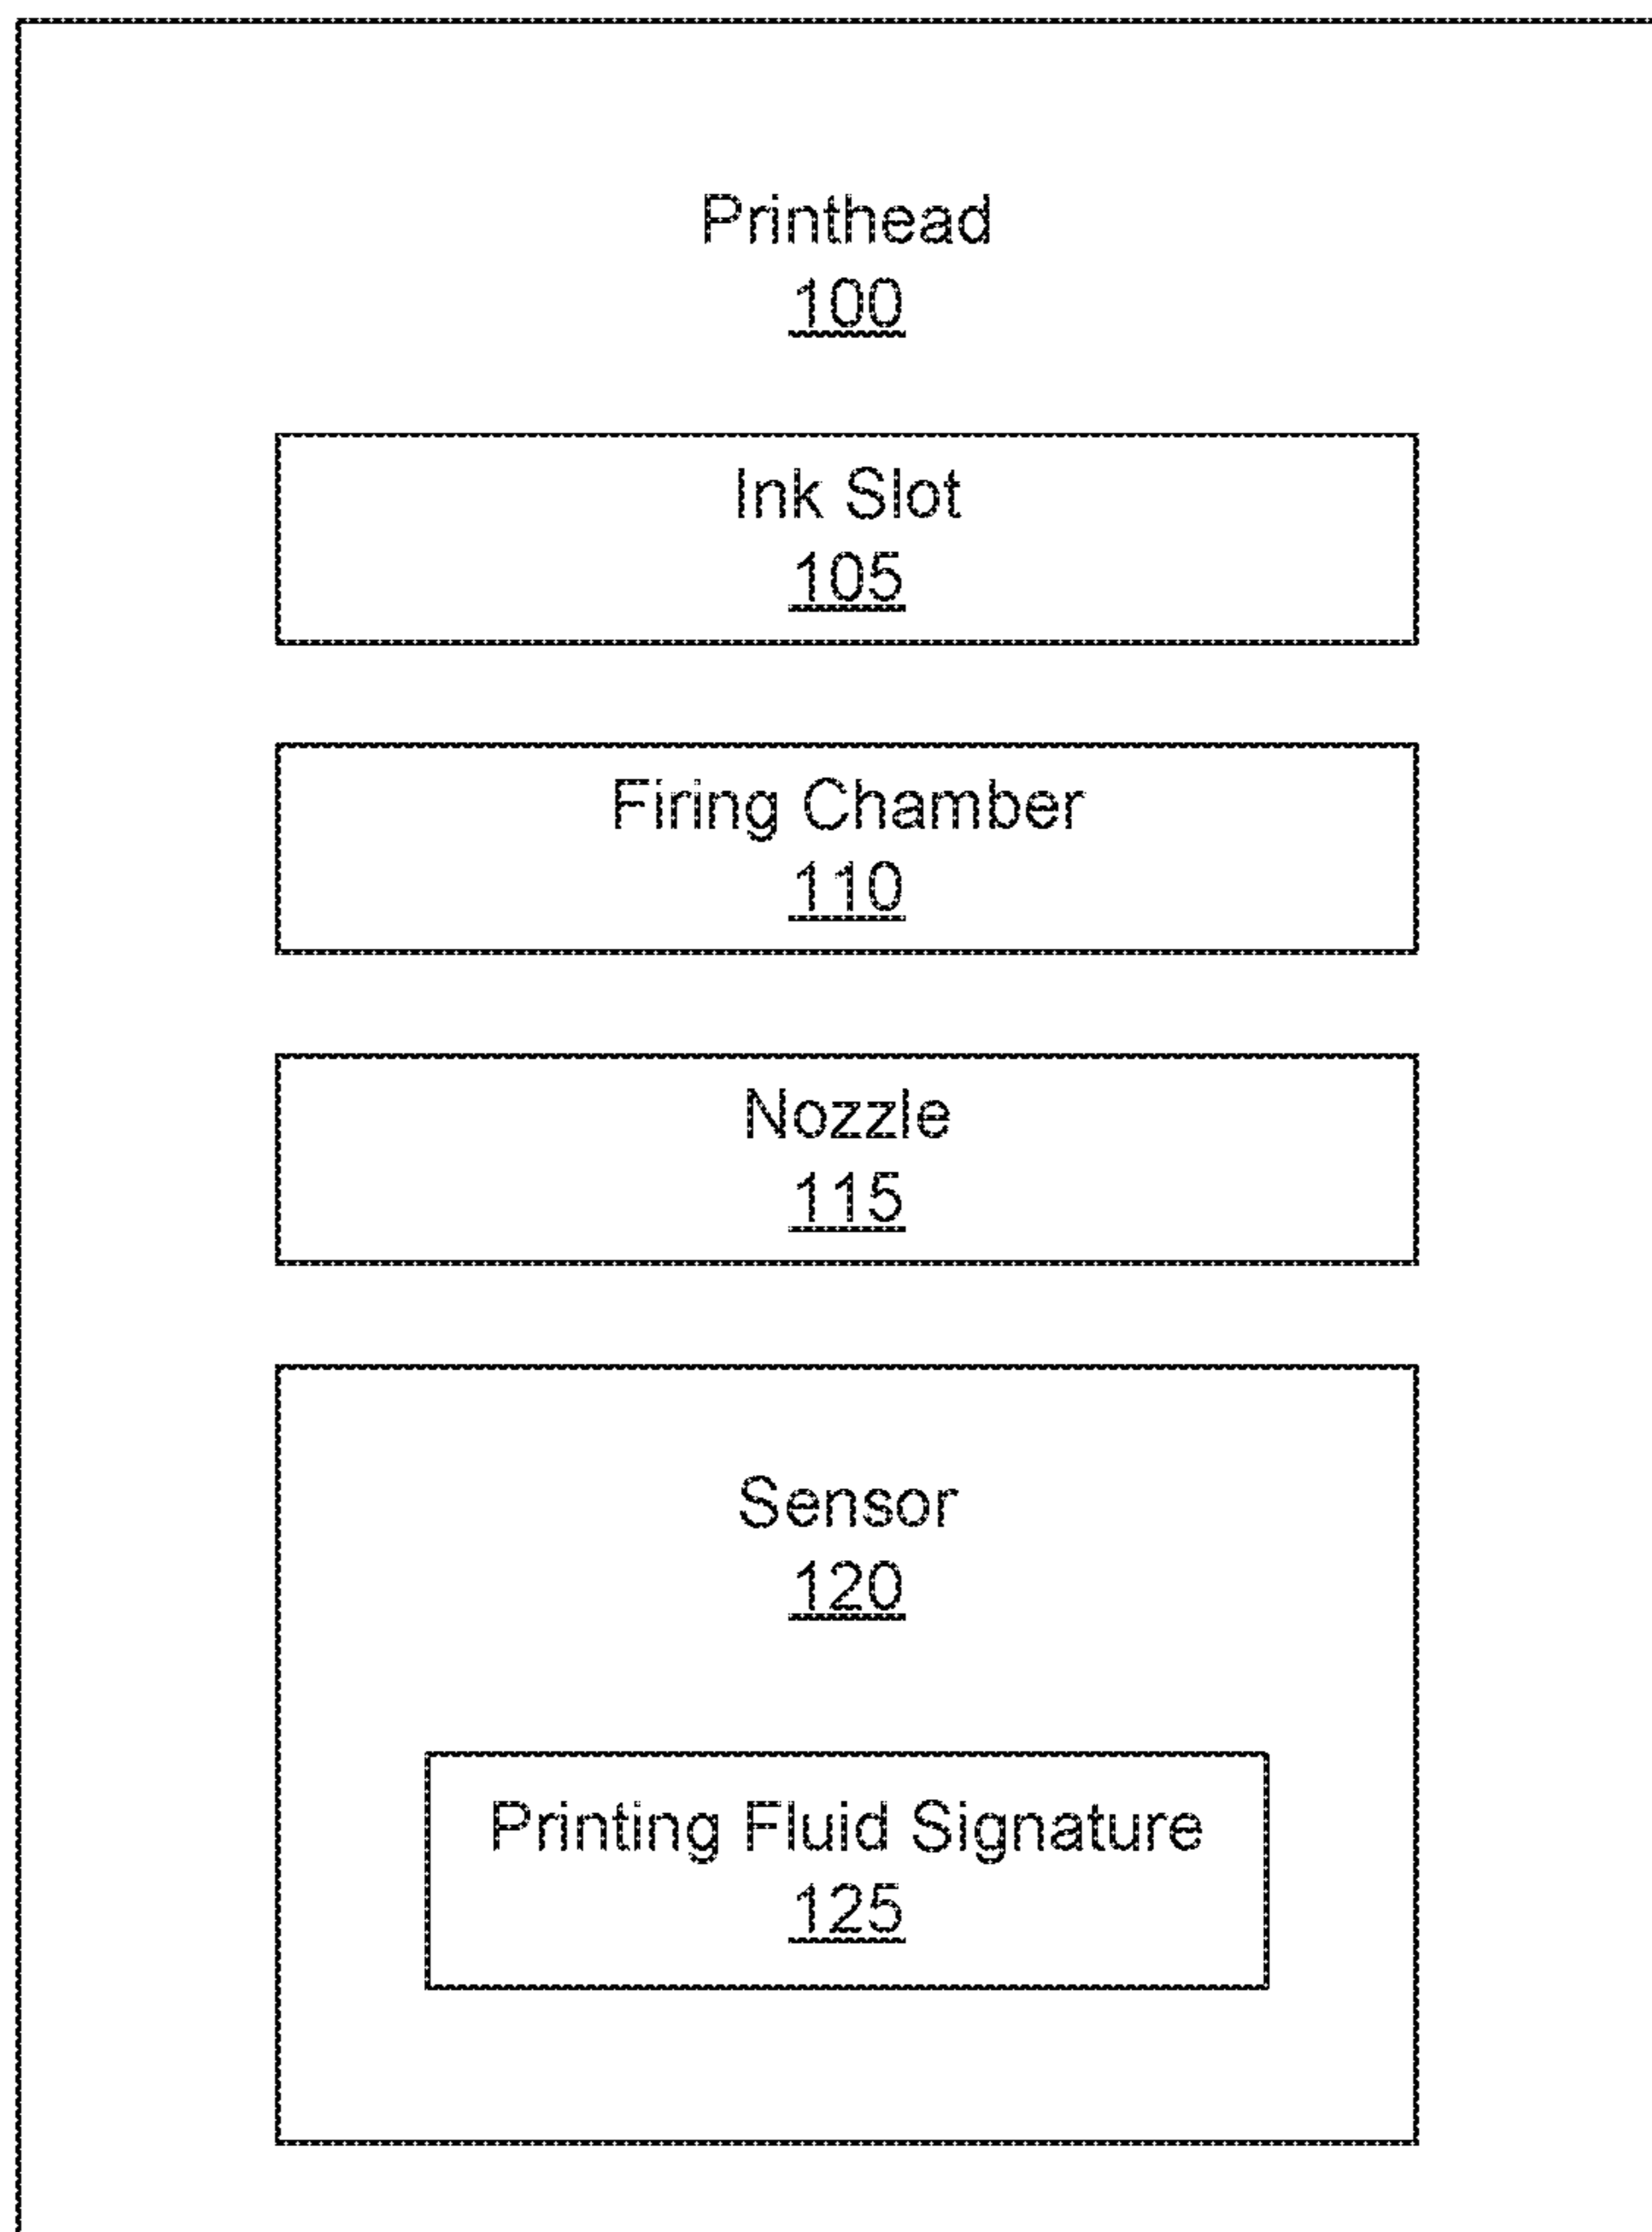 Printhead
100
Ink Slot
105
Firing Chamber
110
Nozzle
115
Sensor
120
Printing Fluid Signature
125